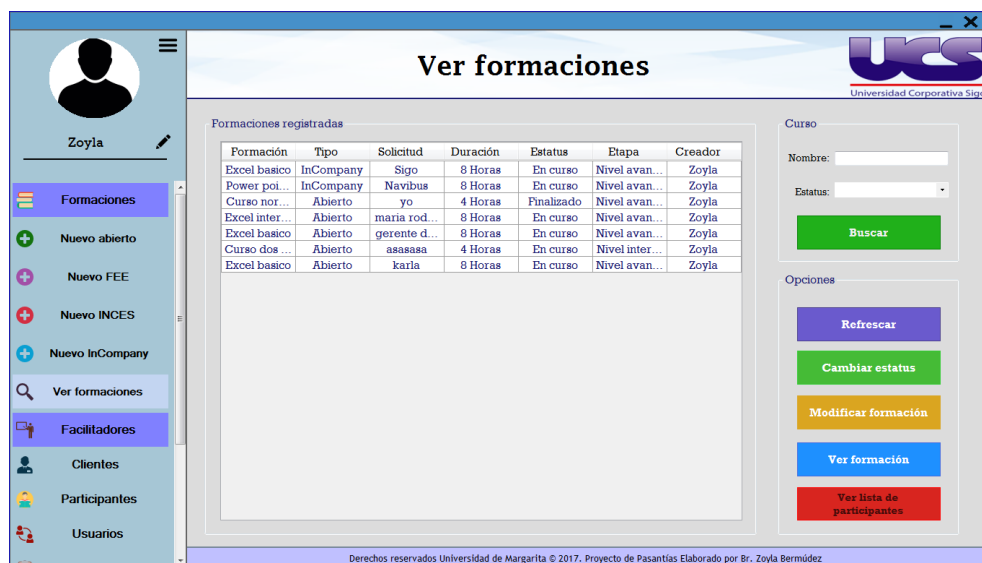 Ver formaciones
UCS
Universidad Corporativa Sigo
Zoyla
Formaciones
Nuevo abierto
Nuevo FEE
Nuevo INCES
Nuevo InCompany
Ver formaciones
Facilitadores
Clientes
Participantes
Usuarios
Formaciones registradas
Formación Tipo Solicitud Duración Estatus Etapa Creador
Excel basico InCompany Sigo 8 Horas En curso Nivel avan... Zoyla
Power poi... InCompany Navibus 8 Horas En curso Nivel avan... Zoyla
Curso nor... Abierto yo 4 Horas Finalizado Nivel avan... Zoyla
Excel inter... Abierto maria rod... 8 Horas En curso Nivel avan... Zoyla
Excel basico Abierto gerente d... 8 Horas En curso Nivel avan... Zoyla
Curso dos ... Abierto asasasa 4 Horas En curso Nivel inter... Zoyla
Excel basico Abierto karla 8 Horas En curso Nivel avan... Zoyla
Curso
Nombre:
Estatus:
Buscar
Opciones
Refrescar
Cambiar estatus
Modificar formación
Ver formación
Ver lista de
participantes
Derechos reservados Universidad de Margarita © 2017. Proyecto de Pasantías Elaborado por Br. Zoyla Bermúdez